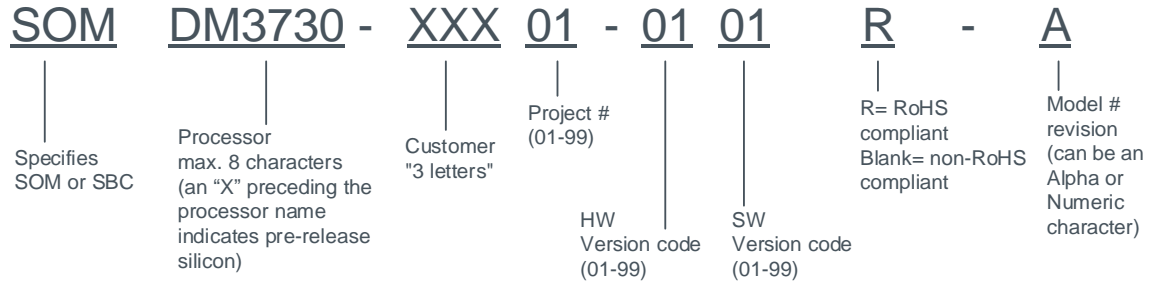 SOM DM3730 - XXX 01 - 01 01 R - A
Specifies
SOM or SBC
Processor
max. 8 characters
(an “X” preceding the
processor name
indicates pre-release
silicon)
Customer
"3 letters"
Project #
(01-99)
HW
Version code
(01-99)
SW
Version code
(01-99)
R= RoHS
compliant
Blank= non-RoHS
compliant
Model #
revision
(can be an
Alpha or
Numeric
character)